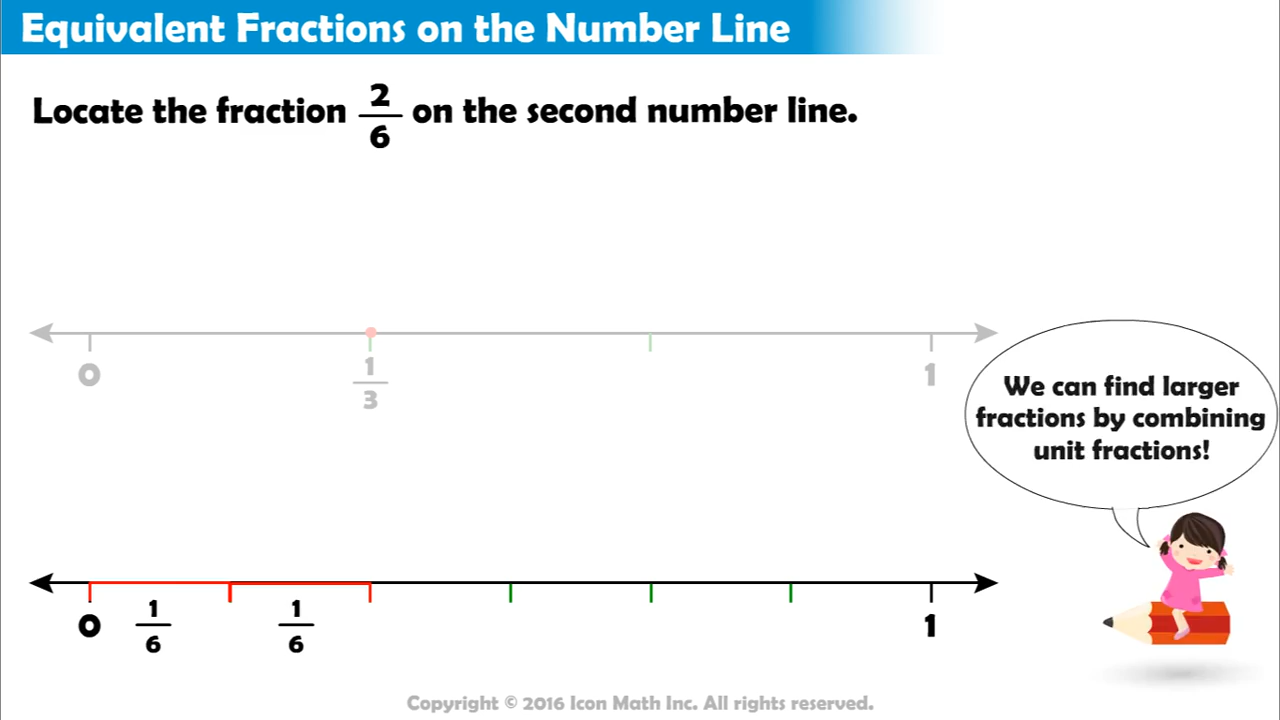 Equivalent Fractions on the Number Line
Locate the fraction 2/6 on the second number line.
0 1/3 1
We can find larger
fractions by combining
unit fractions!
0 1/6 1/6 1
Copyright © 2016 Icon Math Inc. All rights reserved.